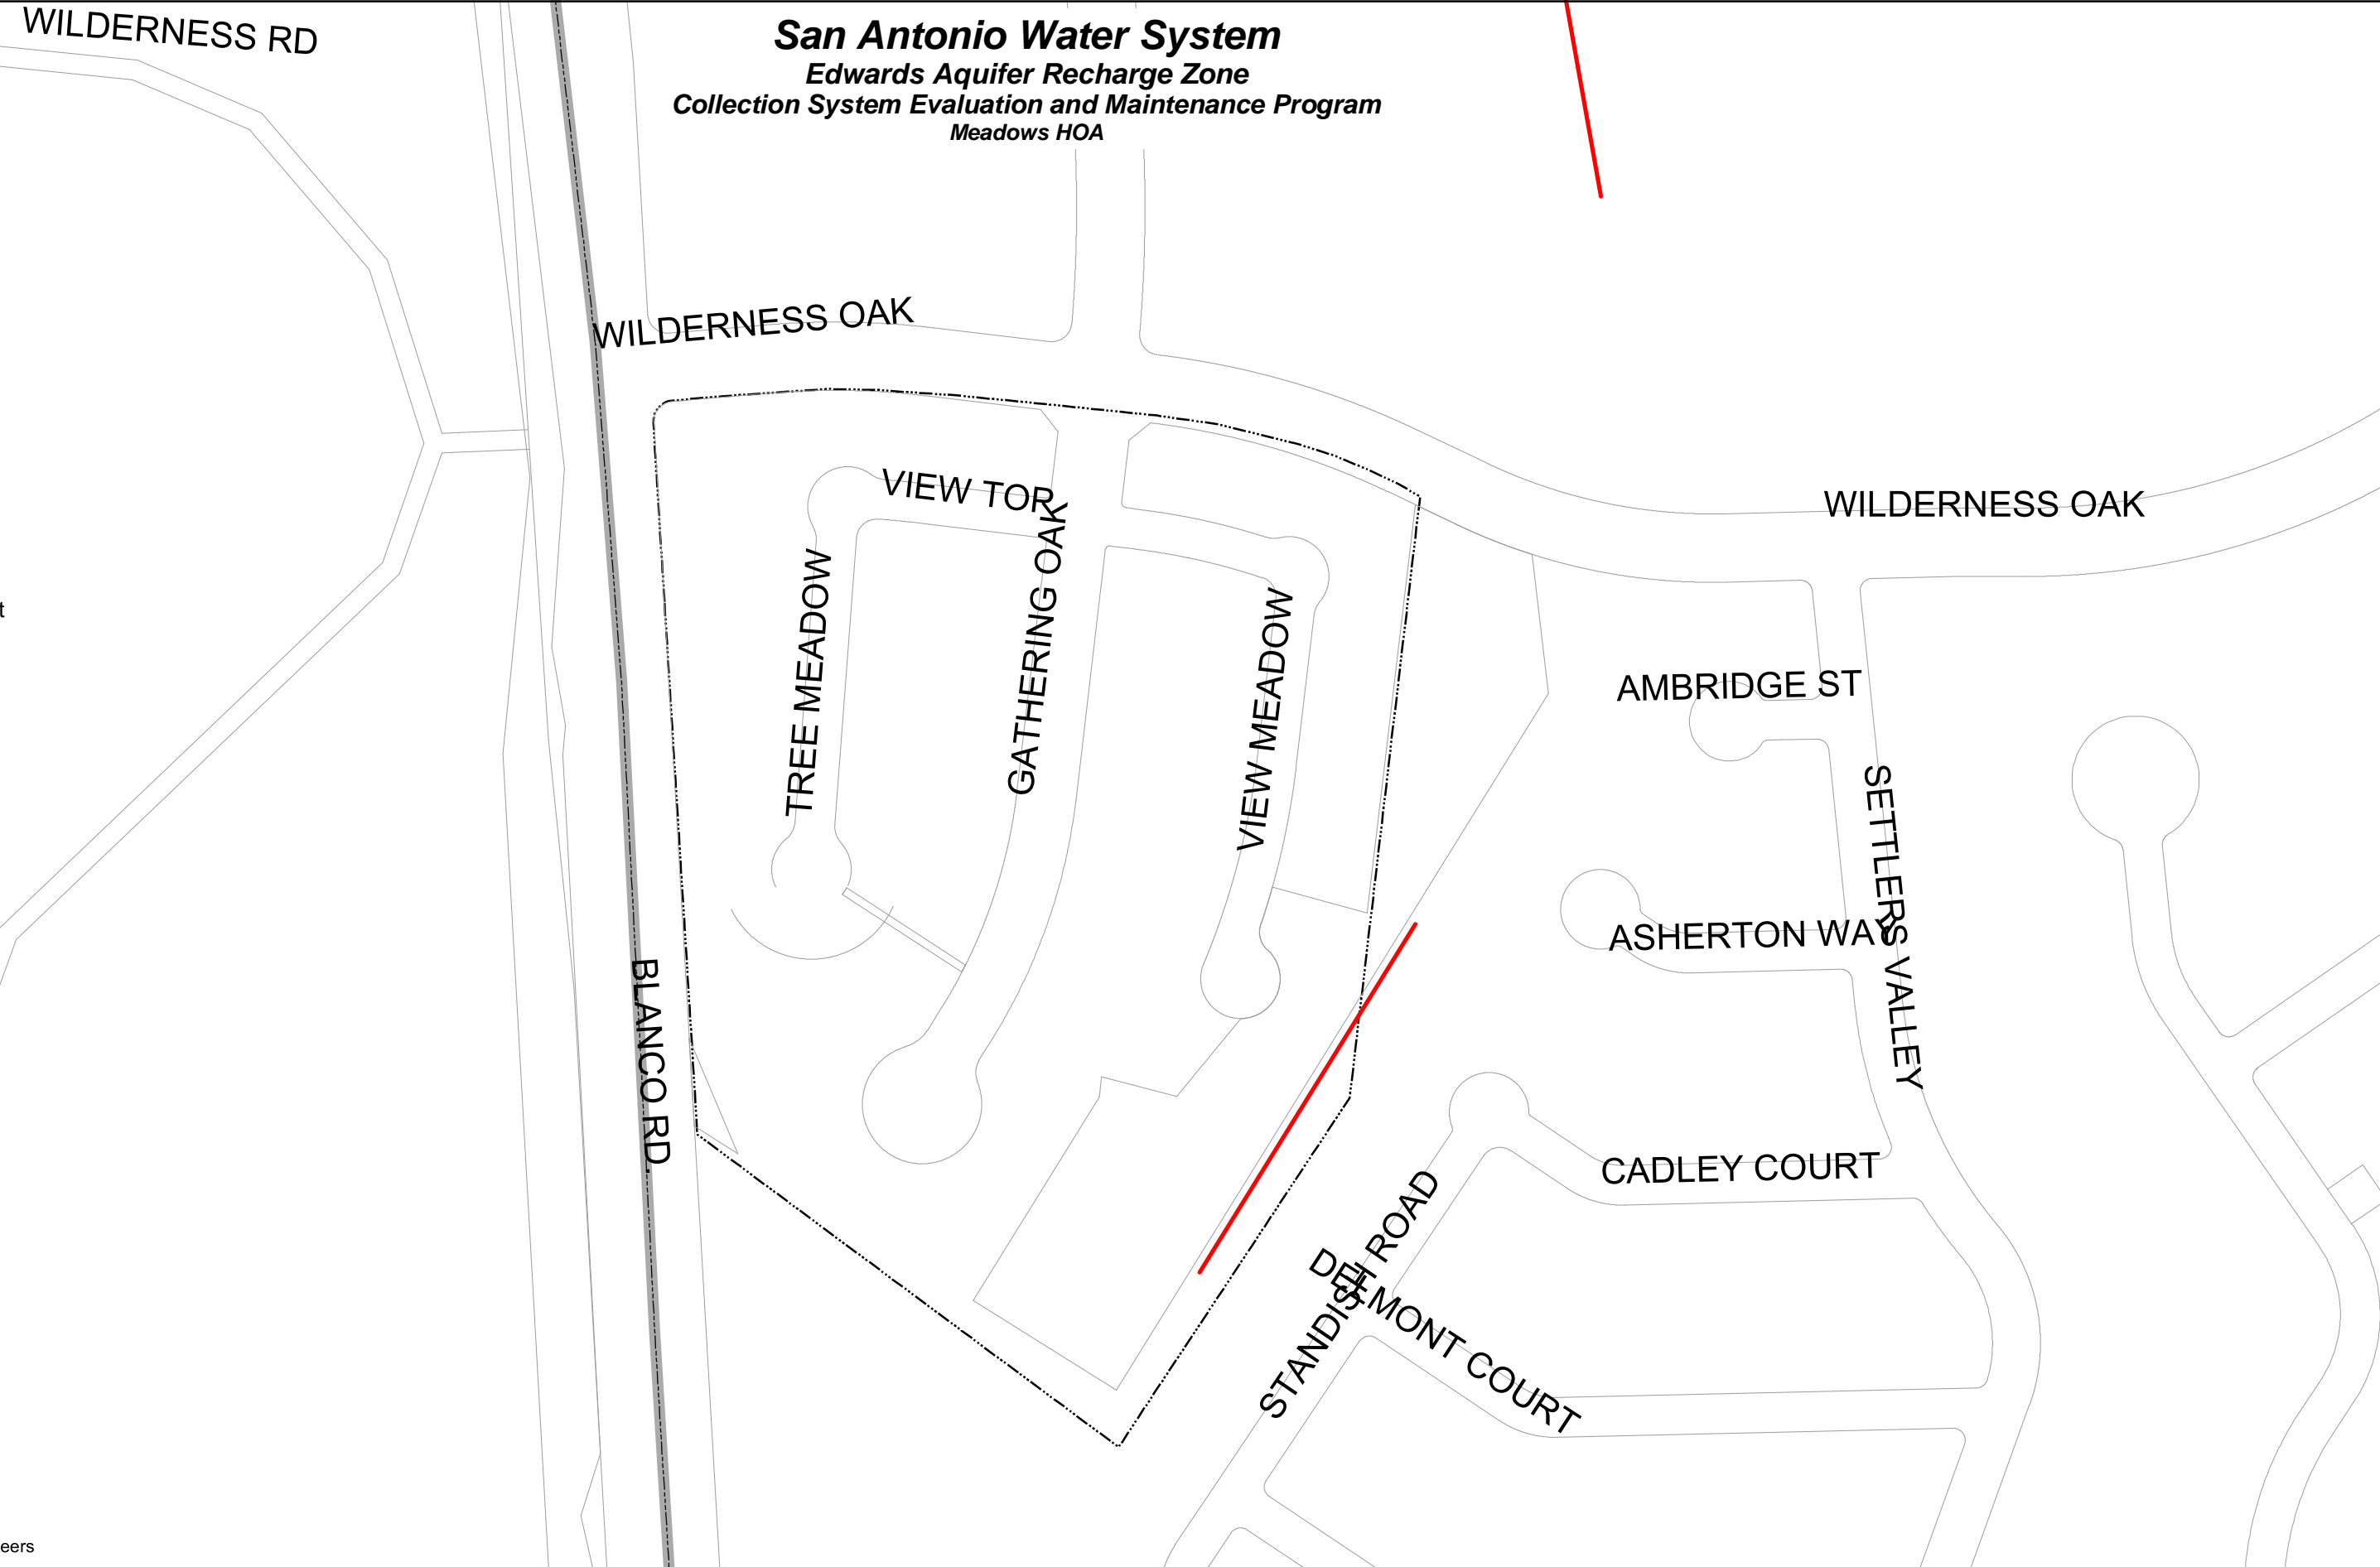 WILDERNESS RD
San Antonio Water System
Edwards Aquifer Recharge Zone
Collection System Evaluation and Maintenance Program
Meadows HOA
WILDERNESS OAK
VIEW TOR
WILDERNESS OAK
TREE MEADOW
GATHERING OAK
VIEW MEADOW
t
AMBRIDGE ST
SETTLERS VALLEY
ASHERTON WAY
BLANCO RD.
CADLEY COURT
STANDISH ROAD
DELMONT COURT
eers